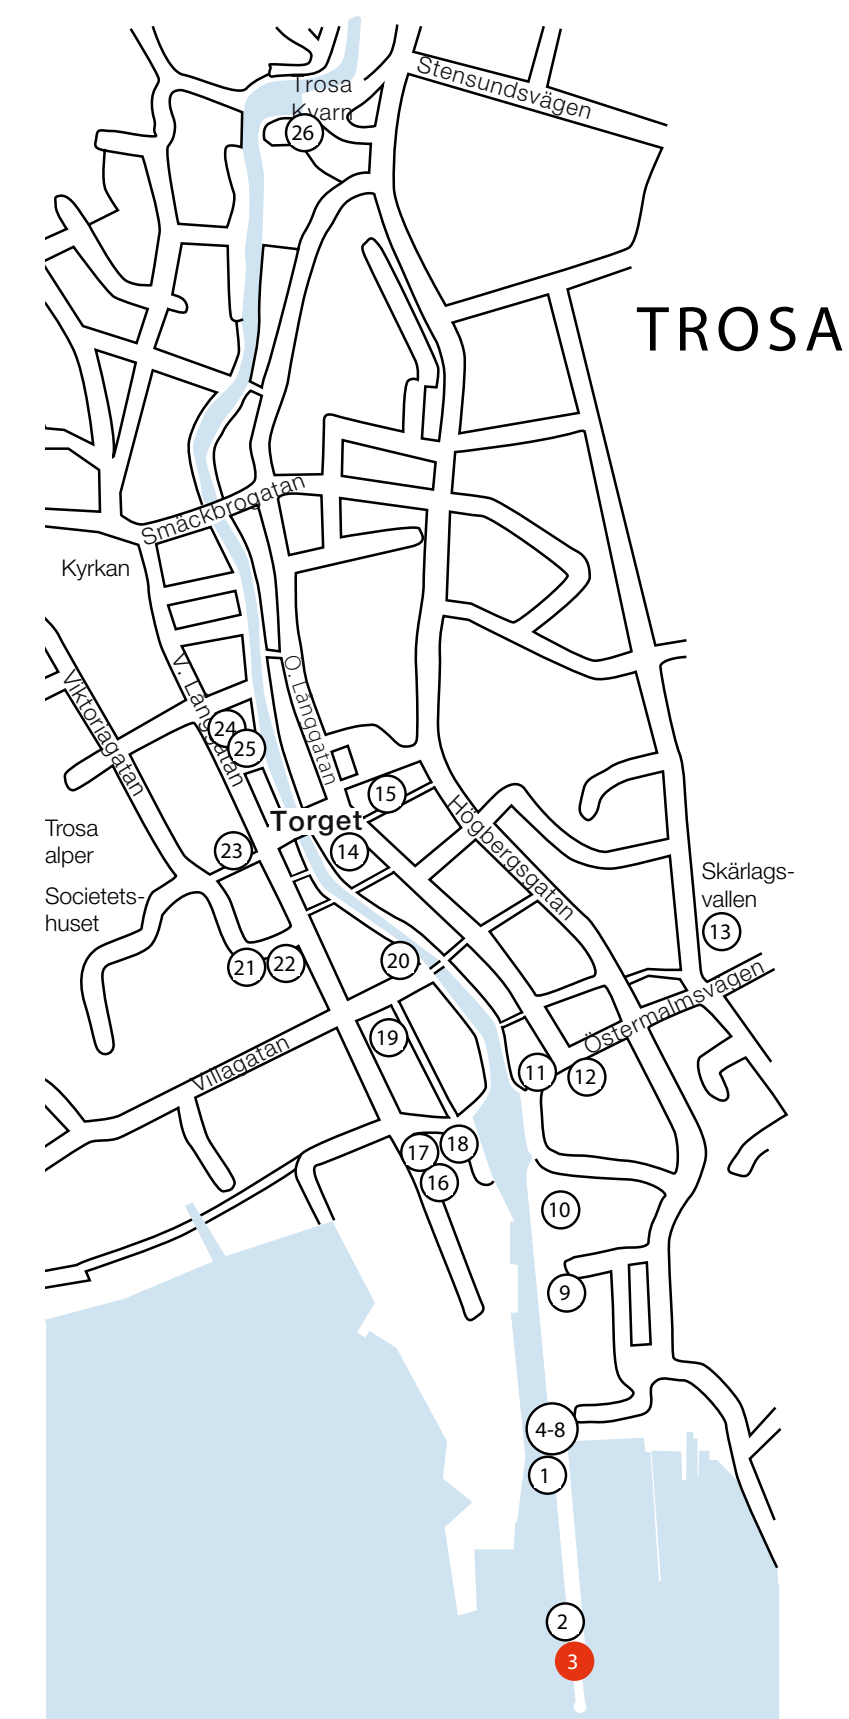 Stensundsvägen
Trosa
Kvarn
26
TROSA
Smäckbrogatan
Kyrkan
V. Långgatan
Ö. Långgatan
Viktoriagatan
24
25
15
Torget
Högbergsgatan
Trosa
alper
23
14
Skärlags-
vallen
Societets-
huset
13
21
22
20
Östermalmsvägen
19
Villagatan
11
12
17
18
16
10
9
4-8
1
2
3